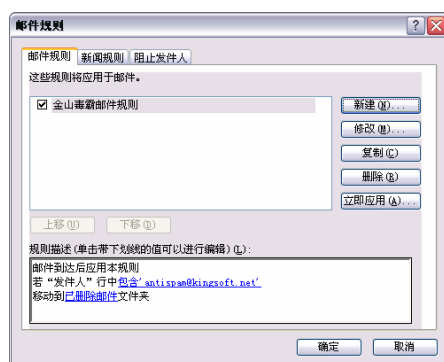 邮件规则
邮件规则 新闻规则 阻止发件人
这些规则将应用于邮件。
金山毒霸邮件规则
新建(N)...
修改(M)...
复制(C)
删除(R)
立即应用(A)...
上移(U) 下移(D)
规则描述(单击带下划线的值可以进行编辑)(L):
邮件到达后应用本规则
若“发件人”行中包含'antispam@kingsoft.net'
移动到已删除邮件文件夹
确定 取消